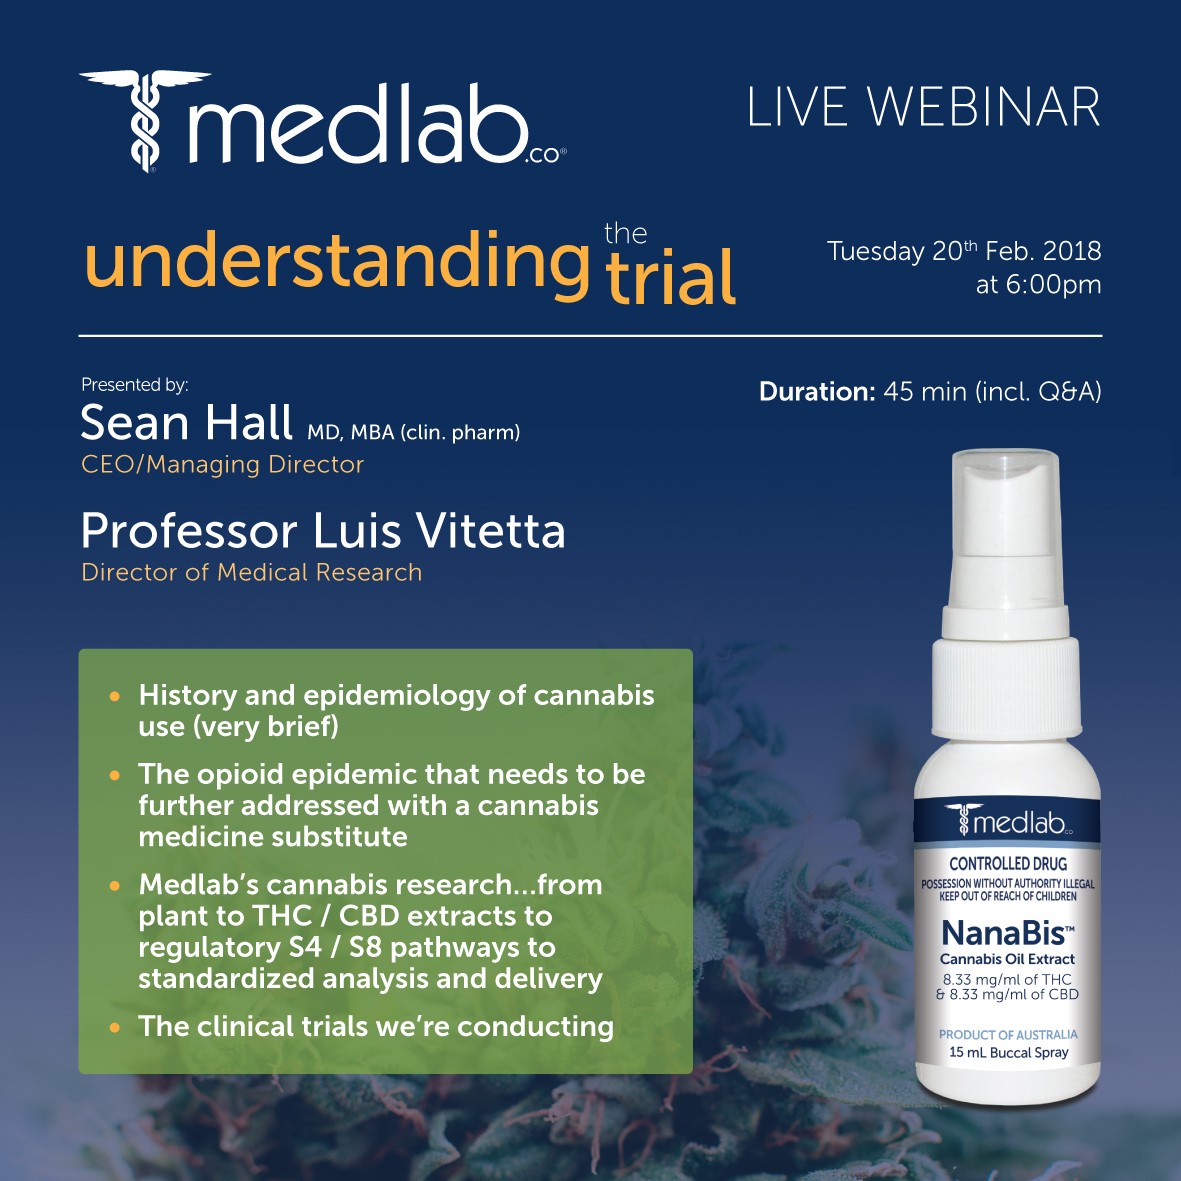 medlab.co®
LIVE WEBINAR
understanding the trial
Tuesday 20th Feb. 2018
at 6:00pm
Presented by:
Sean Hall MD, MBA (clin. pharm)
CEO/Managing Director
Duration: 45 min (incl. Q&A)
Professor Luis Vitetta
Director of Medical Research
• History and epidemiology of cannabis
use (very brief)
• The opioid epidemic that needs to be
further addressed with a cannabis
medicine substitute
• Medlab's cannabis research...from
plant to THC / CBD extracts to
regulatory S4 / S8 pathways to
standardized analysis and delivery
• The clinical trials we're conducting
medlab.co
CONTROLLED DRUG
POSSESSION WITHOUT AUTHORITY ILLEGAL
KEEP OUT OF REACH OF CHILDREN
NanaBis™
Cannabis Oil Extract
8.33 mg/ml of THC
& 8.33 mg/ml of CBD
PRODUCT OF AUSTRALIA
15 mL Buccal Spray